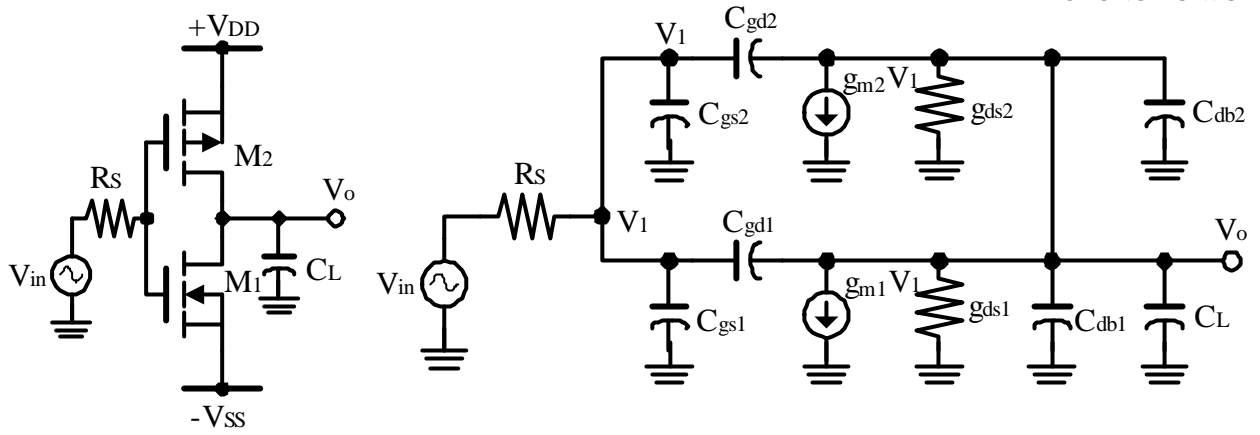 +VDD
M2
RS
Vo
Vin
M1
CL
-VSS
Cgd2
V1
gm2V1
Cgs2
gds2
Cdb2
RS
V1
Cgd1
Vo
Vin
gm1V1
Cgs1
gds1
Cdb1
CL